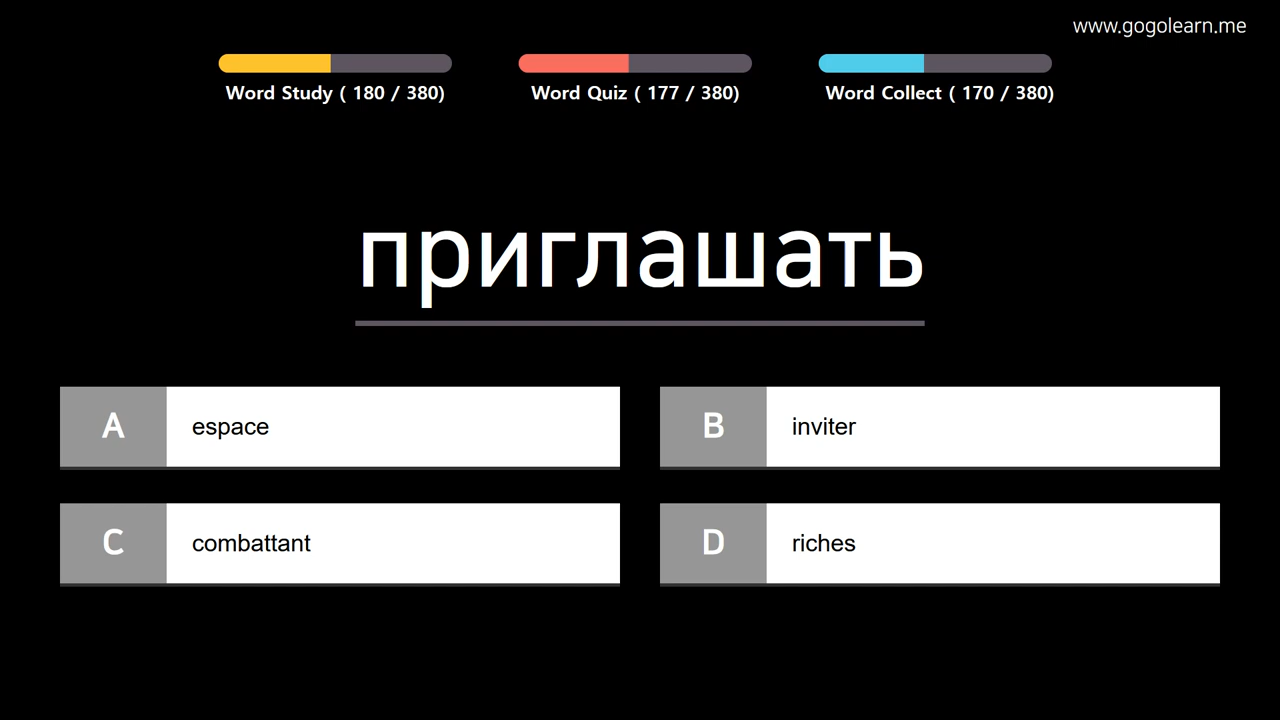 www.gogolearn.me
Word Study ( 180 / 380)
Word Quiz ( 177 / 380)
Word Collect ( 170 / 380)
приглашать
A espace
B inviter
C combattant
D riches